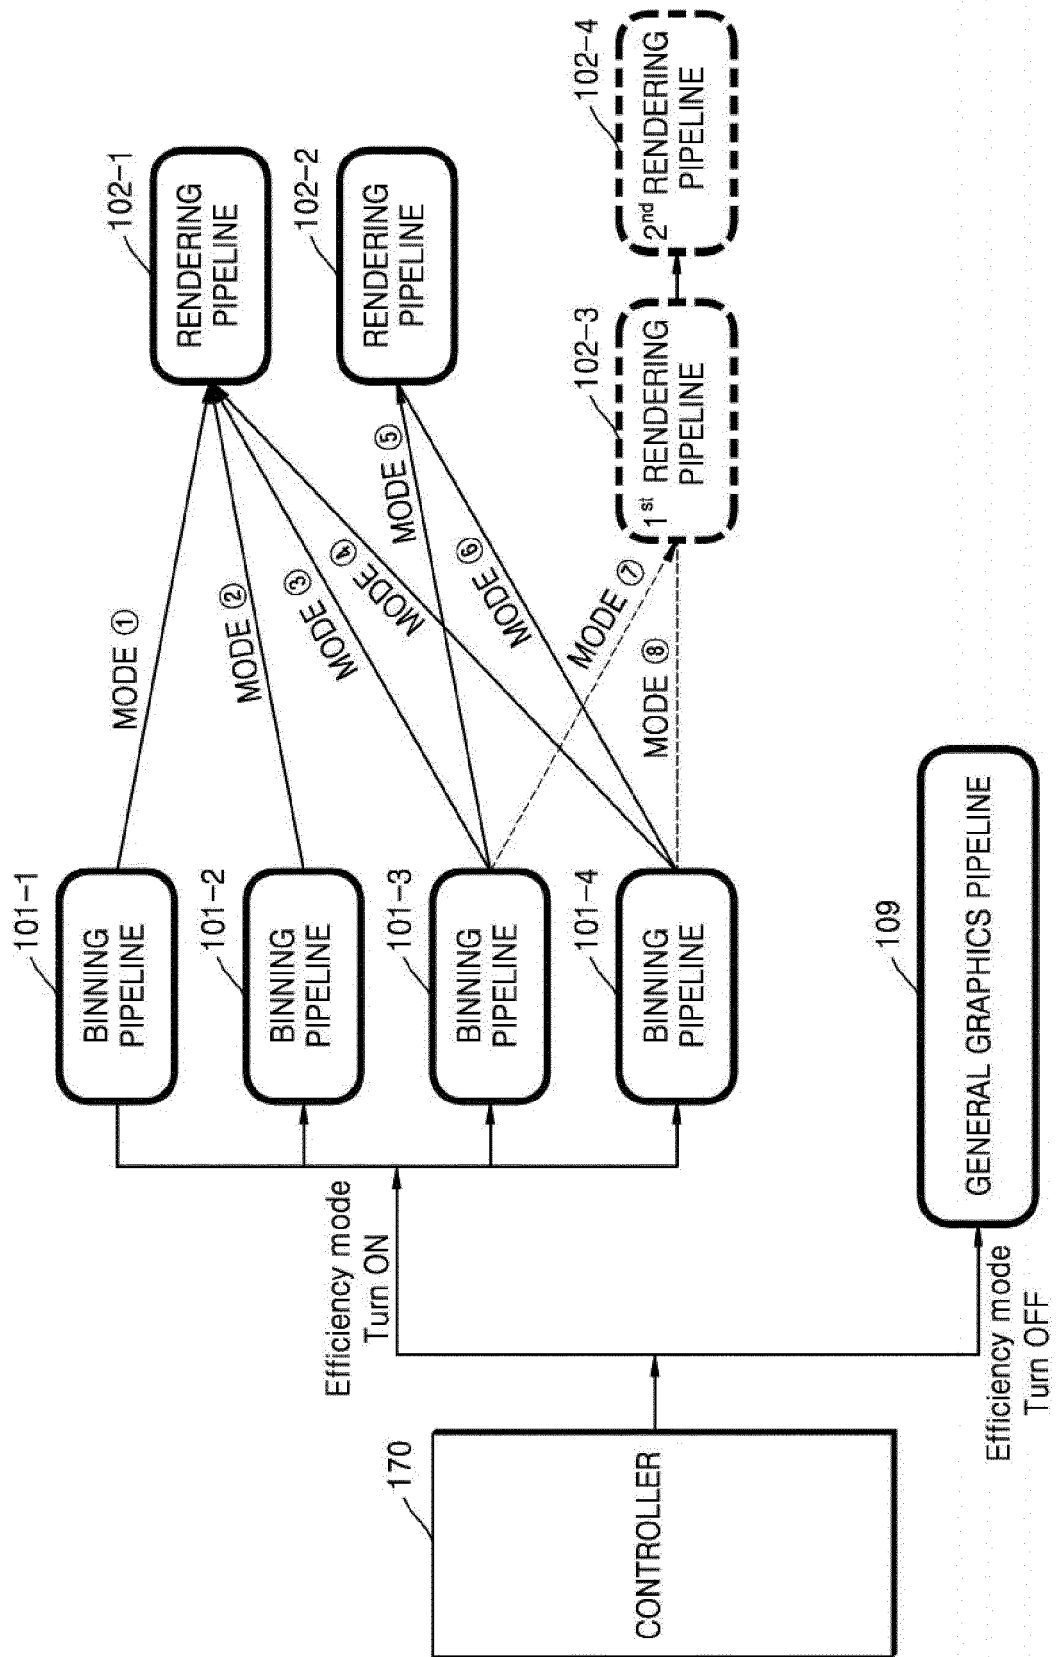 170
CONTROLLER
Efficiency mode
Turn ON
Efficiency mode
Turn OFF
101-1
BINNING
PIPELINE
101-2
BINNING
PIPELINE
101-3
BINNING
PIPELINE
101-4
BINNING
PIPELINE
109
GENERAL GRAPHICS PIPELINE
MODE ①
MODE ②
MODE ③
MODE ④
MODE ⑤
MODE ⑥
MODE ⑦
MODE ⑧
102-1
RENDERING
PIPELINE
102-2
RENDERING
PIPELINE
102-3
1st RENDERING
PIPELINE
102-4
2nd RENDERING
PIPELINE